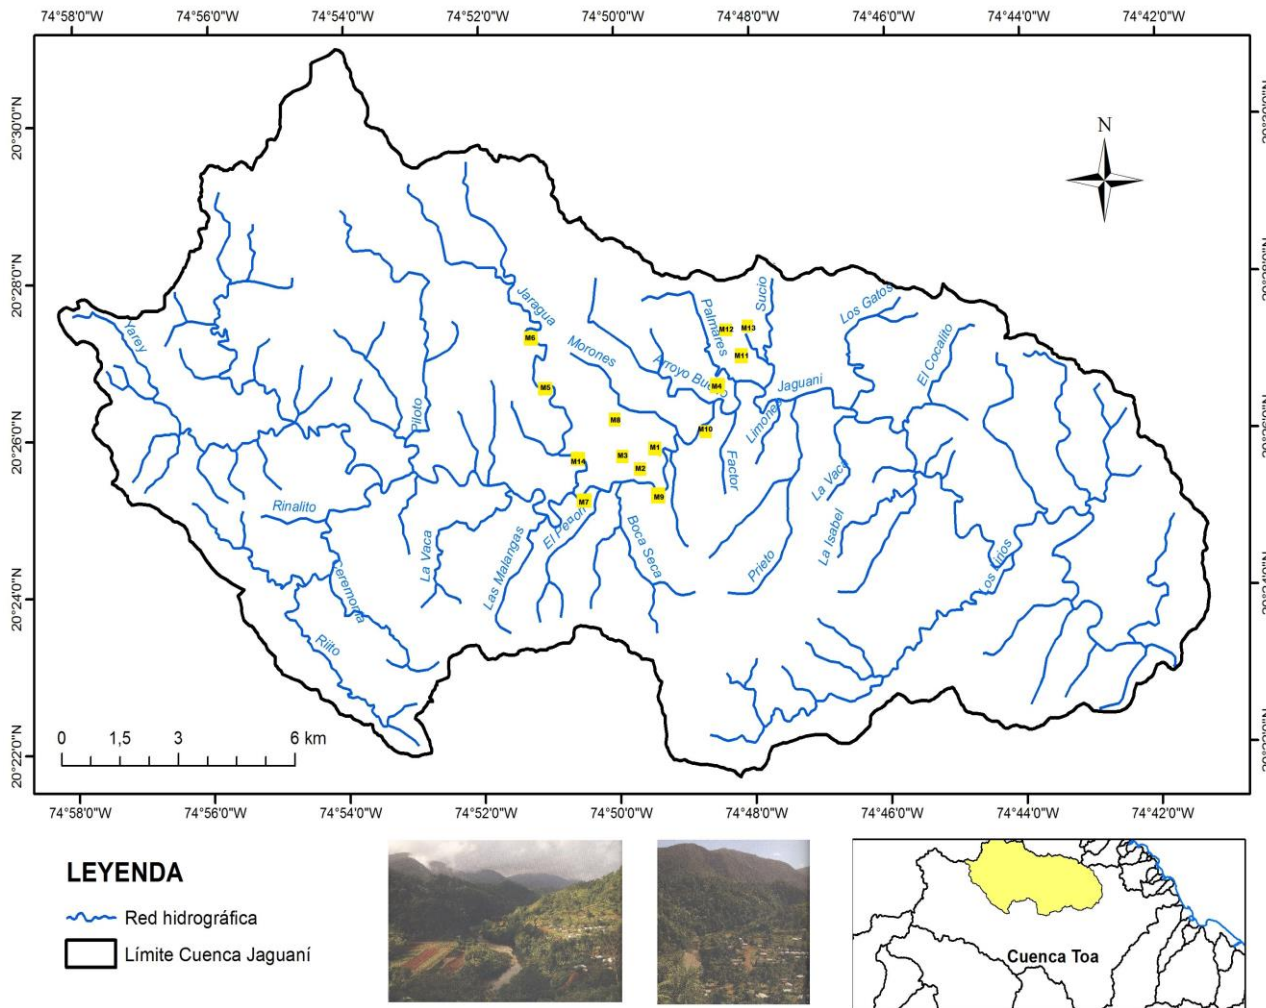 74°58'0"W
74°56'0"W
74°54'0"W
74°52'0"W
74°50'0"W
74°48'0"W
74°46'0"W
74°44'0"W
74°42'0"W
20°30'0"N
20°28'0"N
20°26'0"N
20°24'0"N
20°22'0"N
N
Yarey
Piloto
Jaragua
Morones
Palmares
Sucio
Los Gatos
El Cocalito
Arroyo
Jaguani
Limones
Factor
La Vaca
La Isabel
Prieto
Los Lirios
Rinalito
Ceremonia
Riito
La Vaca
Las Malangas
El Peñon
Boca Seca
M12
M13
M11
M6
M4
M5
M8
M10
M1
M14
M3
M2
M7
M9
0 1,5 3 6 km
74°58'0"W
74°56'0"W
74°54'0"W
74°52'0"W
74°50'0"W
74°48'0"W
74°46'0"W
74°44'0"W
74°42'0"W
LEYENDA
Red hidrográfica
Límite Cuenca Jaguaní
Cuenca Toa